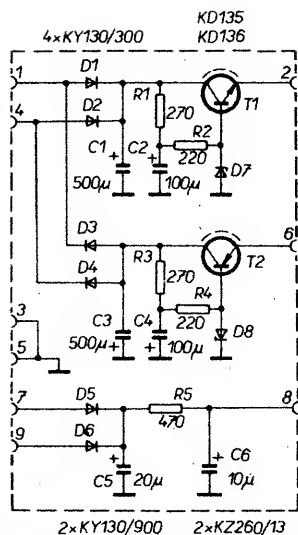 KD135
4×KY130/300 KD136
1 D1 2
R1 T1
4 D2 270 R2
C1 + C2 + 220 D7
500µ 100µ
D3 6
D4 R3 T2
270 R4
3 C3 C4 220 D8
500µ + 100µ +
5
7 D5 R5 8
470
9 D6
+ + C6
C5 20µ 10µ
2×KY130/900 2×KZ260/13